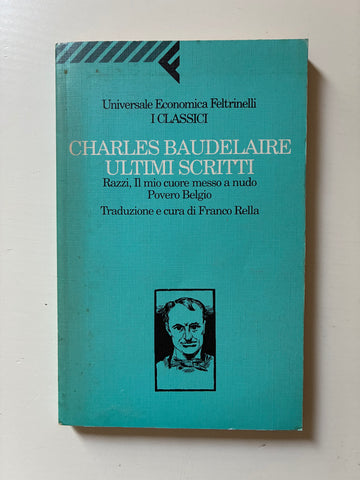 Universale Economica Feltrinelli
I CLASSICI
CHARLES BAUDELAIRE
ULTIMI SCRITTI
Razzi, Il mio cuore messo a nudo
Povero Belgio
Traduzione e cura di Franco Rella